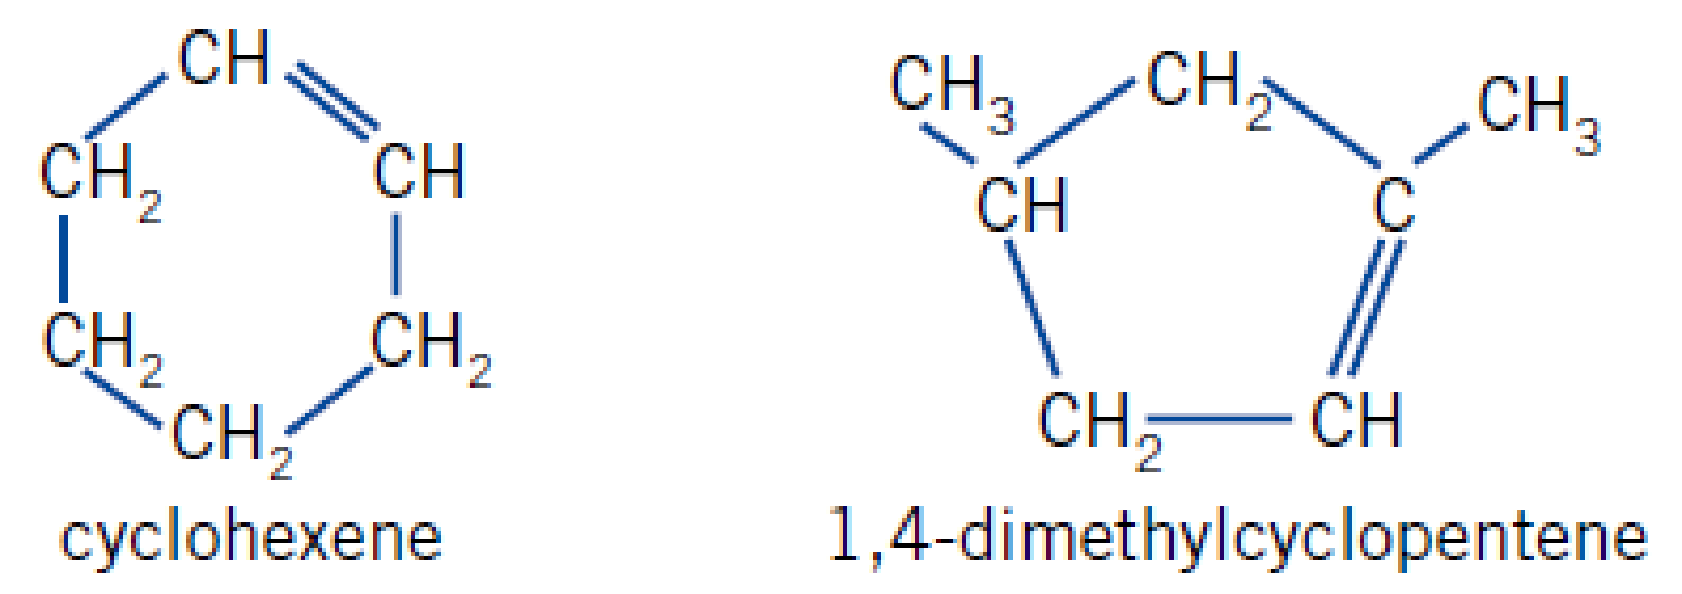 CH
CH₂
CH
CH₂
CH₂
CH₂
cyclohexene
CH₃
CH₂
CH₃
CH
C
CH₂
CH
1,4-dimethylcyclopentene